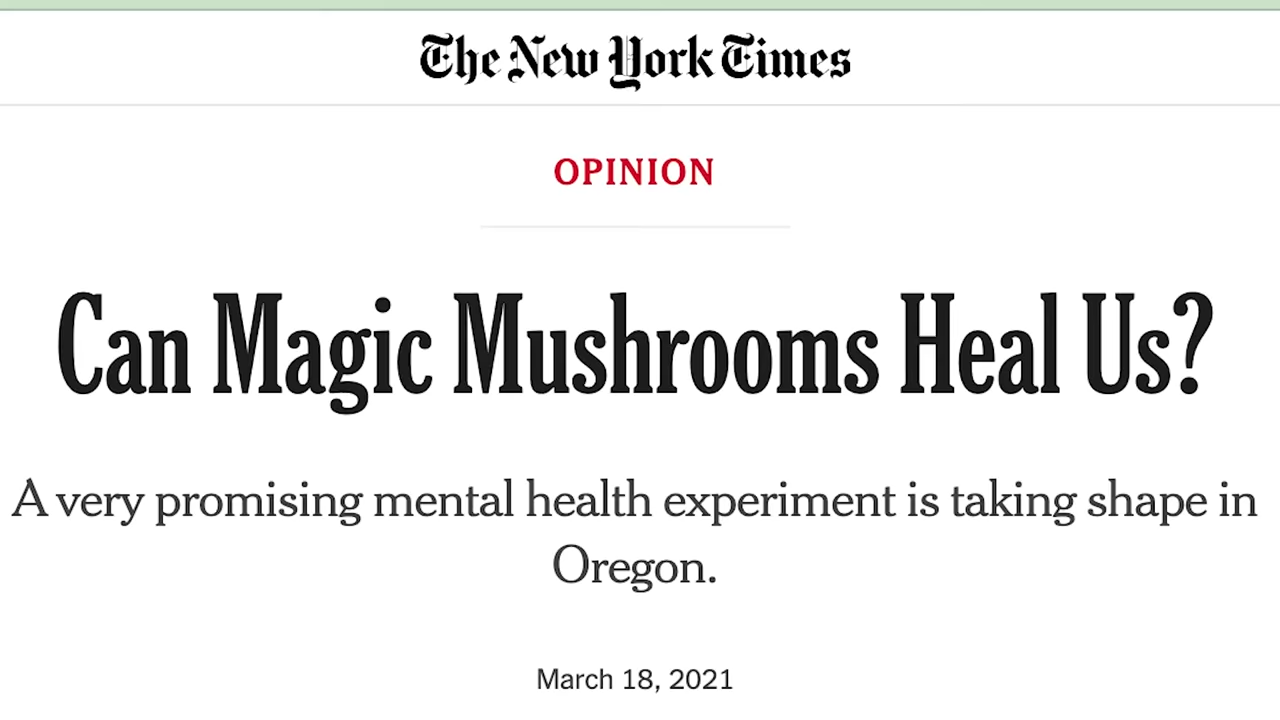 The New York Times
OPINION
Can Magic Mushrooms Heal Us?
A very promising mental health experiment is taking shape in
Oregon.
March 18, 2021